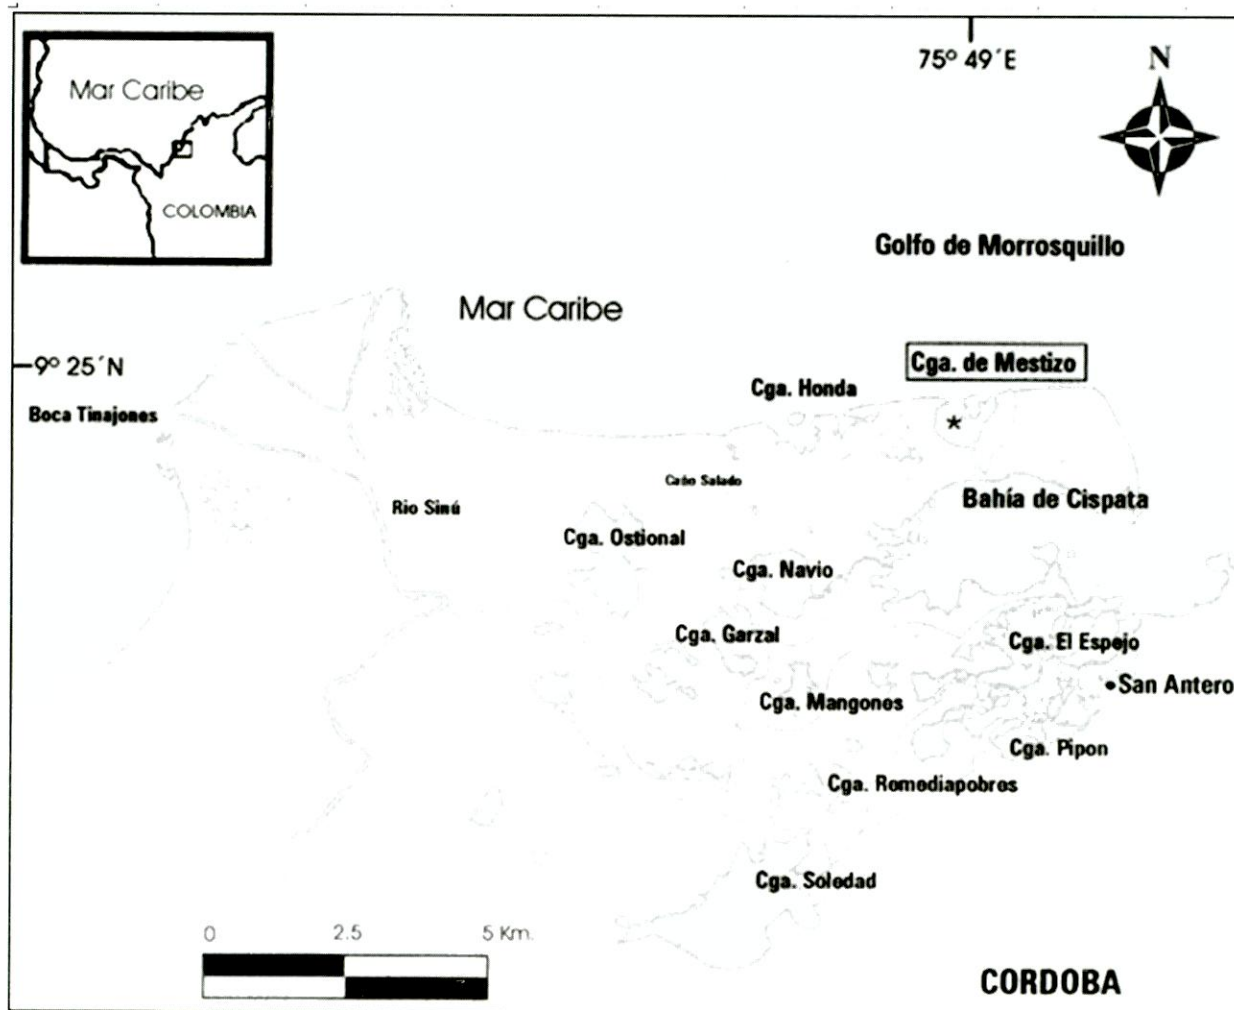 75° 49´E
N
Mar Caribe
COLOMBIA
Golfo de Morrosquillo
Mar Caribe
9° 25´N
Cga. de Mestizo
Cga. Honda
Boca Tinajones
*
Caño Salado
Bahía de Cispata
Rio Sinú
Cga. Ostional
Cga. Navio
Cga. Garzal
Cga. El Espejo
San Antero
Cga. Mangones
Cga. Pipon
Cga. Remediapobres
Cga. Soledad
0 2.5 5 Km.
CORDOBA